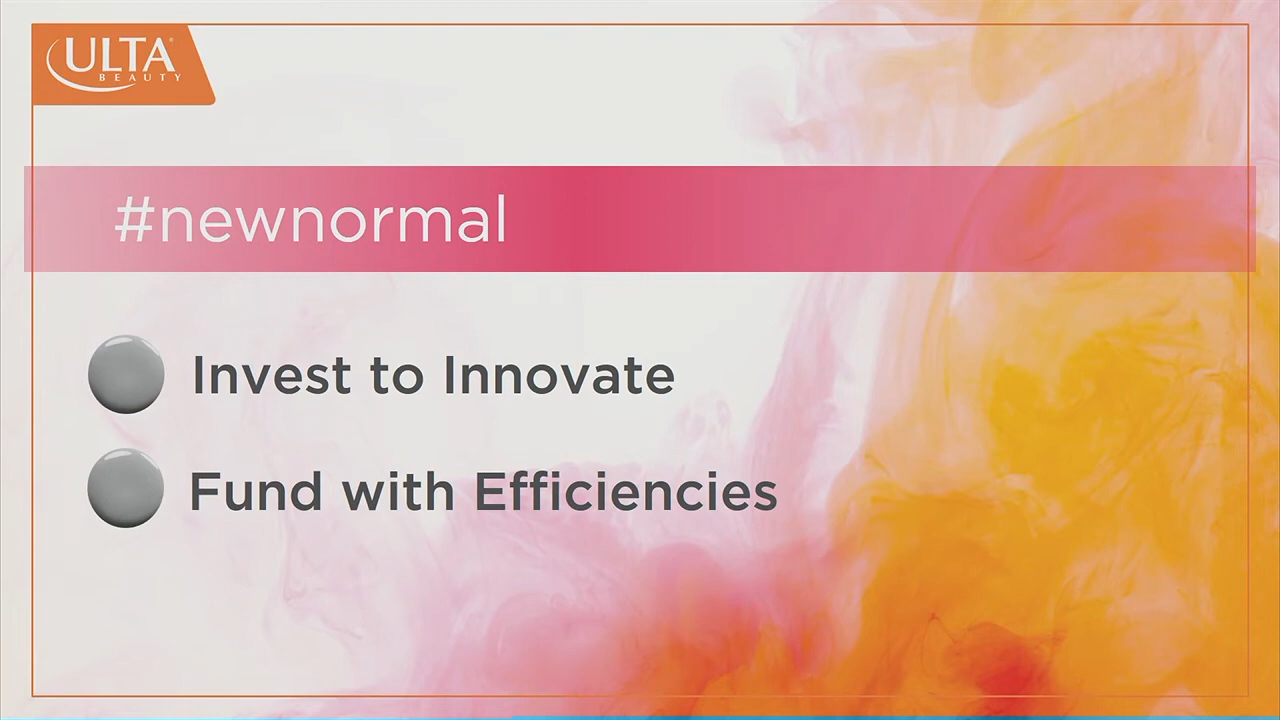 ULTA
BEAUTY
#newnormal
Invest to Innovate
Fund with Efficiencies